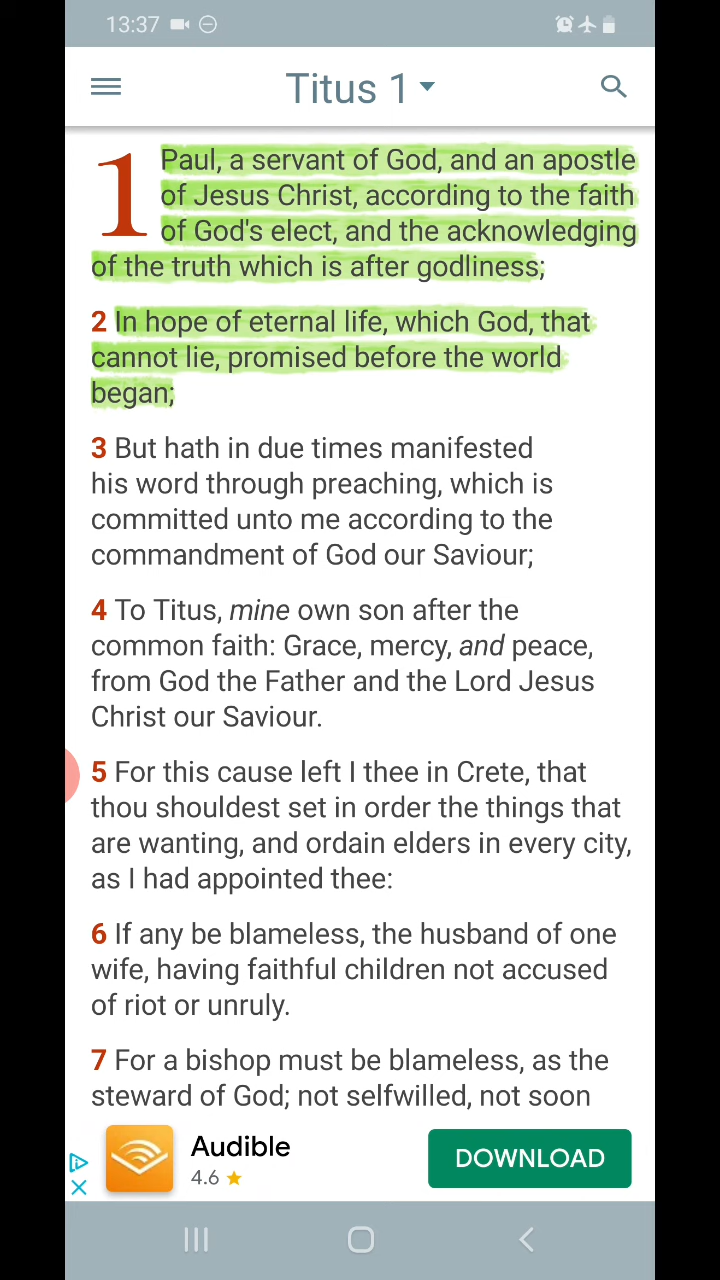 13:37
Titus 1
1 Paul, a servant of God, and an apostle
of Jesus Christ, according to the faith
of God's elect, and the acknowledging
of the truth which is after godliness;
2 In hope of eternal life, which God, that
cannot lie, promised before the world
began;
3 But hath in due times manifested
his word through preaching, which is
committed unto me according to the
commandment of God our Saviour;
4 To Titus, mine own son after the
common faith: Grace, mercy, and peace,
from God the Father and the Lord Jesus
Christ our Saviour.
5 For this cause left I thee in Crete, that
thou shouldest set in order the things that
are wanting, and ordain elders in every city,
as I had appointed thee:
6 If any be blameless, the husband of one
wife, having faithful children not accused
of riot or unruly.
7 For a bishop must be blameless, as the
steward of God; not selfwilled, not soon
Audible
4.6
DOWNLOAD